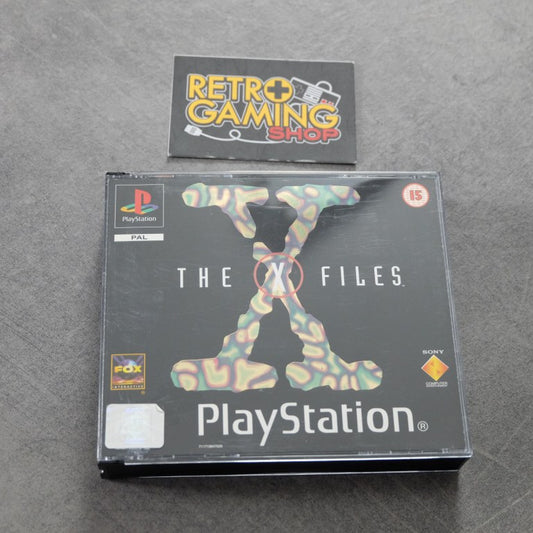 RETRO
GAMING
SHOP
PlayStation
PAL
15
THE X FILES
FOX
INTERACTIVE
SONY
COMPUTER
ENTERTAINMENT
PlayStation®